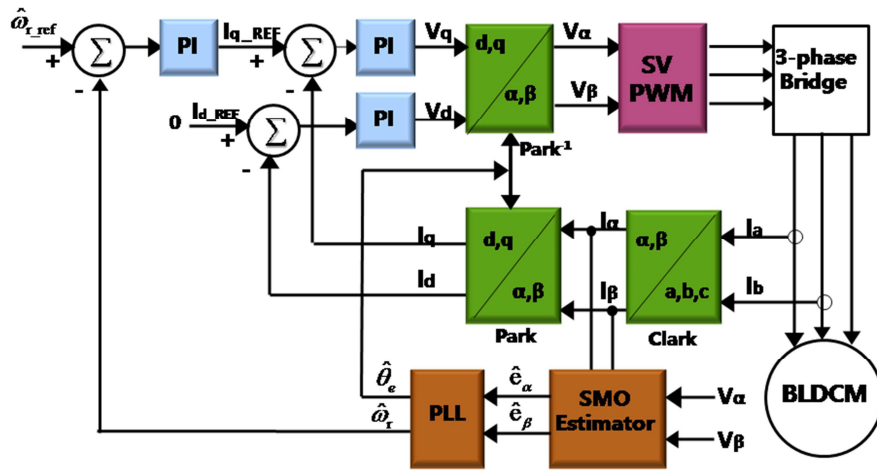 ω̂r_ref
+
-
Σ
PI
Iq_REF
+
-
Σ
PI
Vq
d,q
α,β
Vα
Vβ
SV
PWM
3-phase
Bridge
0
Id_REF
+
-
Σ
PI
Vd
Park-1
Iq
Id
d,q
α,β
Park
Iα
Iβ
α,β
a,b,c
Clark
Ia
Ib
θ̂e
ω̂r
PLL
êα
êβ
SMO
Estimator
Vα
Vβ
BLDCM